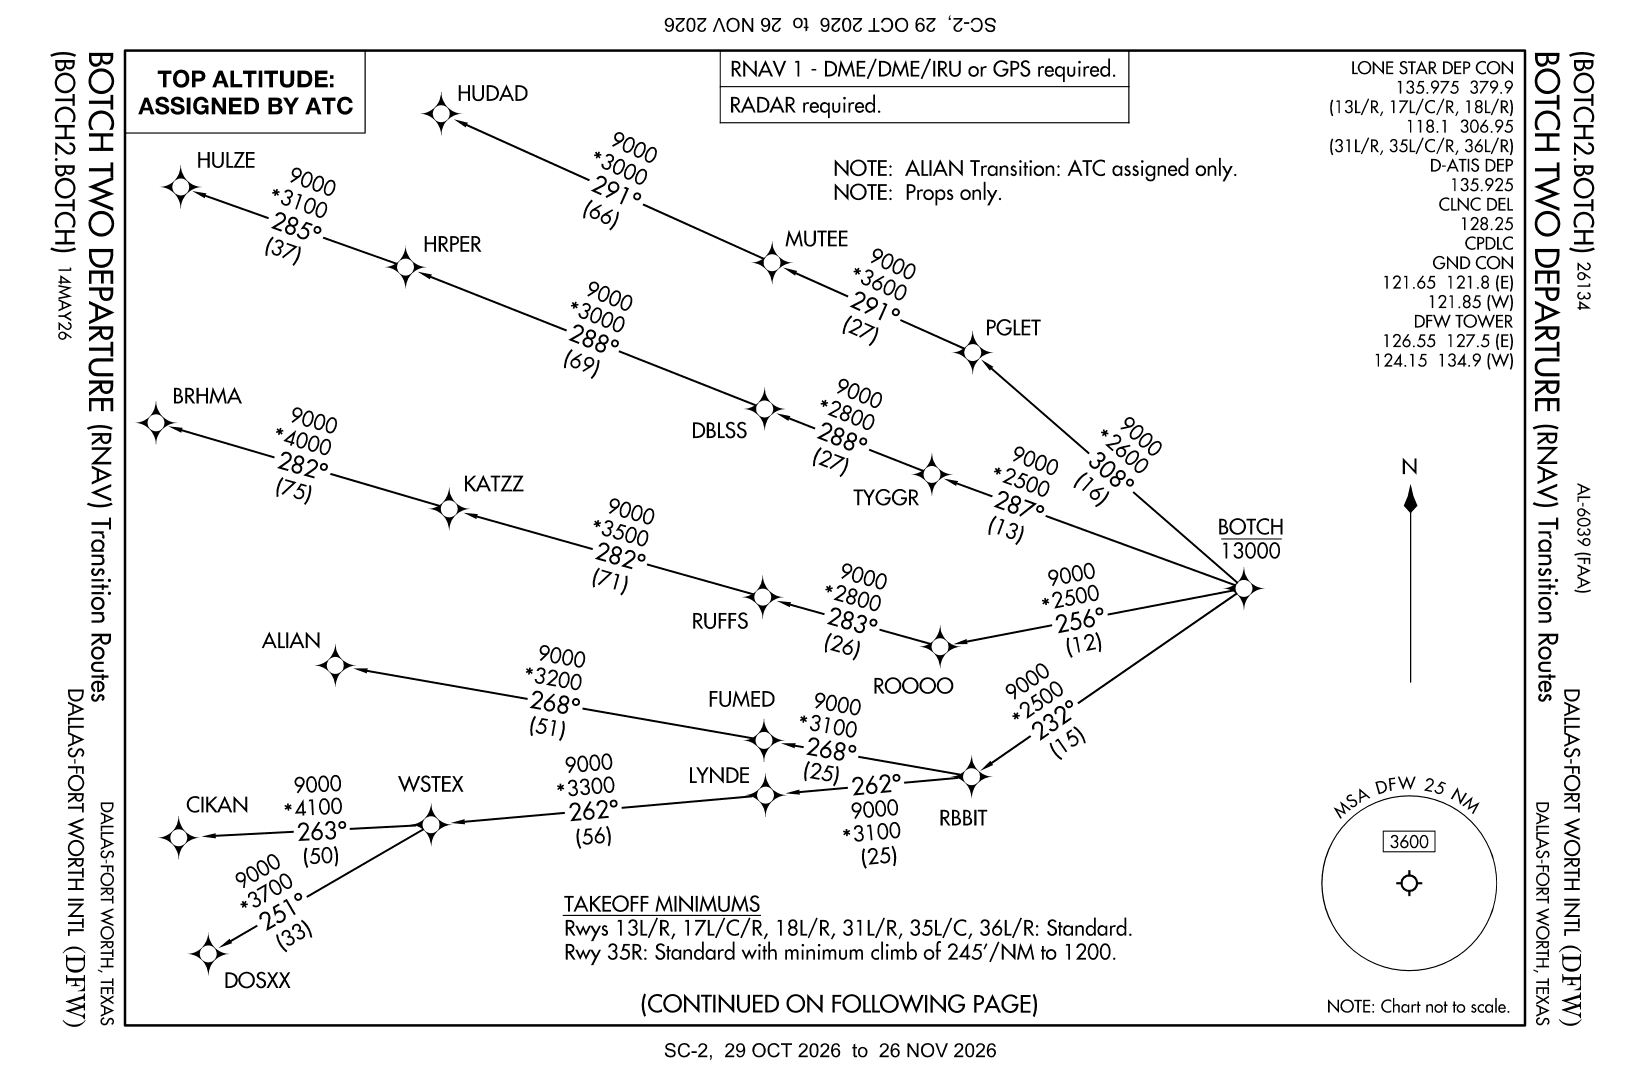 SC-2, 29 OCT 2026 to 26 NOV 2026
(BOTCH2.BOTCH) 14MAY26
BOTCH TWO DEPARTURE (RNAV) Transition Routes
DALLAS-FORT WORTH INTL (DFW)
DALLAS-FORT WORTH, TEXAS
(BOTCH2.BOTCH) 26134
AL-6039 (FAA)
DALLAS-FORT WORTH INTL (DFW)
BOTCH TWO DEPARTURE (RNAV) Transition Routes
DALLAS-FORT WORTH, TEXAS
TOP ALTITUDE:
ASSIGNED BY ATC
RNAV 1 - DME/DME/IRU or GPS required.
RADAR required.
NOTE: ALIAN Transition: ATC assigned only.
NOTE: Props only.
LONE STAR DEP CON
135.975 379.9
(13L/R, 17L/C/R, 18L/R)
118.1 306.95
(31L/R, 35L/C/R, 36L/R)
D-ATIS DEP
135.925
CLNC DEL
128.25
CPDLC
GND CON
121.65 121.8 (E)
121.85 (W)
DFW TOWER
126.55 127.5 (E)
124.15 134.9 (W)
HUDAD
9000
*3000
291°
(66)
MUTEE
9000
*3600
291°
(27)
PGLET
9000
*2600
308°
(16)
HULZE
9000
*3100
285°
(37)
HRPER
9000
*3000
288°
(69)
DBLSS
9000
*2800
288°
(27)
TYGGR
9000
*2500
287°
(13)
BOTCH
13000
BRHMA
9000
*4000
282°
(75)
KATZZ
9000
*3500
282°
(71)
RUFFS
9000
*2800
283°
(26)
ROOOO
9000
*2500
256°
(12)
ALIAN
9000
*3200
268°
(51)
FUMED
9000
*3100
268°
(25)
RBBIT
9000
*2500
232°
(15)
CIKAN
9000
*4100
263°
(50)
WSTEX
9000
*3300
262°
(56)
LYNDE
262°
9000
*3100
(25)
9000
*3700
251°
(33)
DOSXX
N
MSA DFW 25 NM
3600
TAKEOFF MINIMUMS
Rwys 13L/R, 17L/C/R, 18L/R, 31L/R, 35L/C, 36L/R: Standard.
Rwy 35R: Standard with minimum climb of 245'/NM to 1200.
(CONTINUED ON FOLLOWING PAGE)
NOTE: Chart not to scale.
SC-2, 29 OCT 2026 to 26 NOV 2026